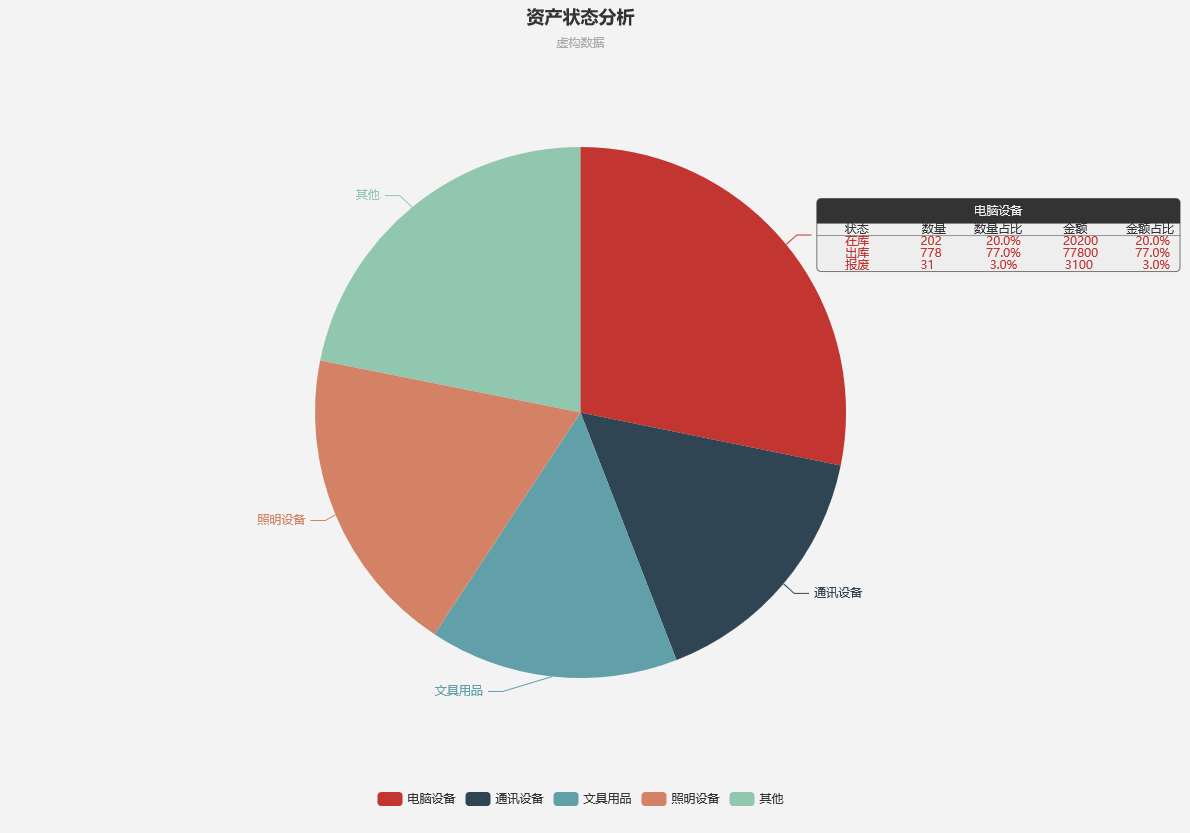 资产状态分析
虚构数据
其他
电脑设备
状态 数量 数量占比 金额 金额占比
在库 202 20.0% 20200 20.0%
出库 778 77.0% 77800 77.0%
报废 31 3.0% 3100 3.0%
照明设备
通讯设备
文具用品
电脑设备 通讯设备 文具用品 照明设备 其他